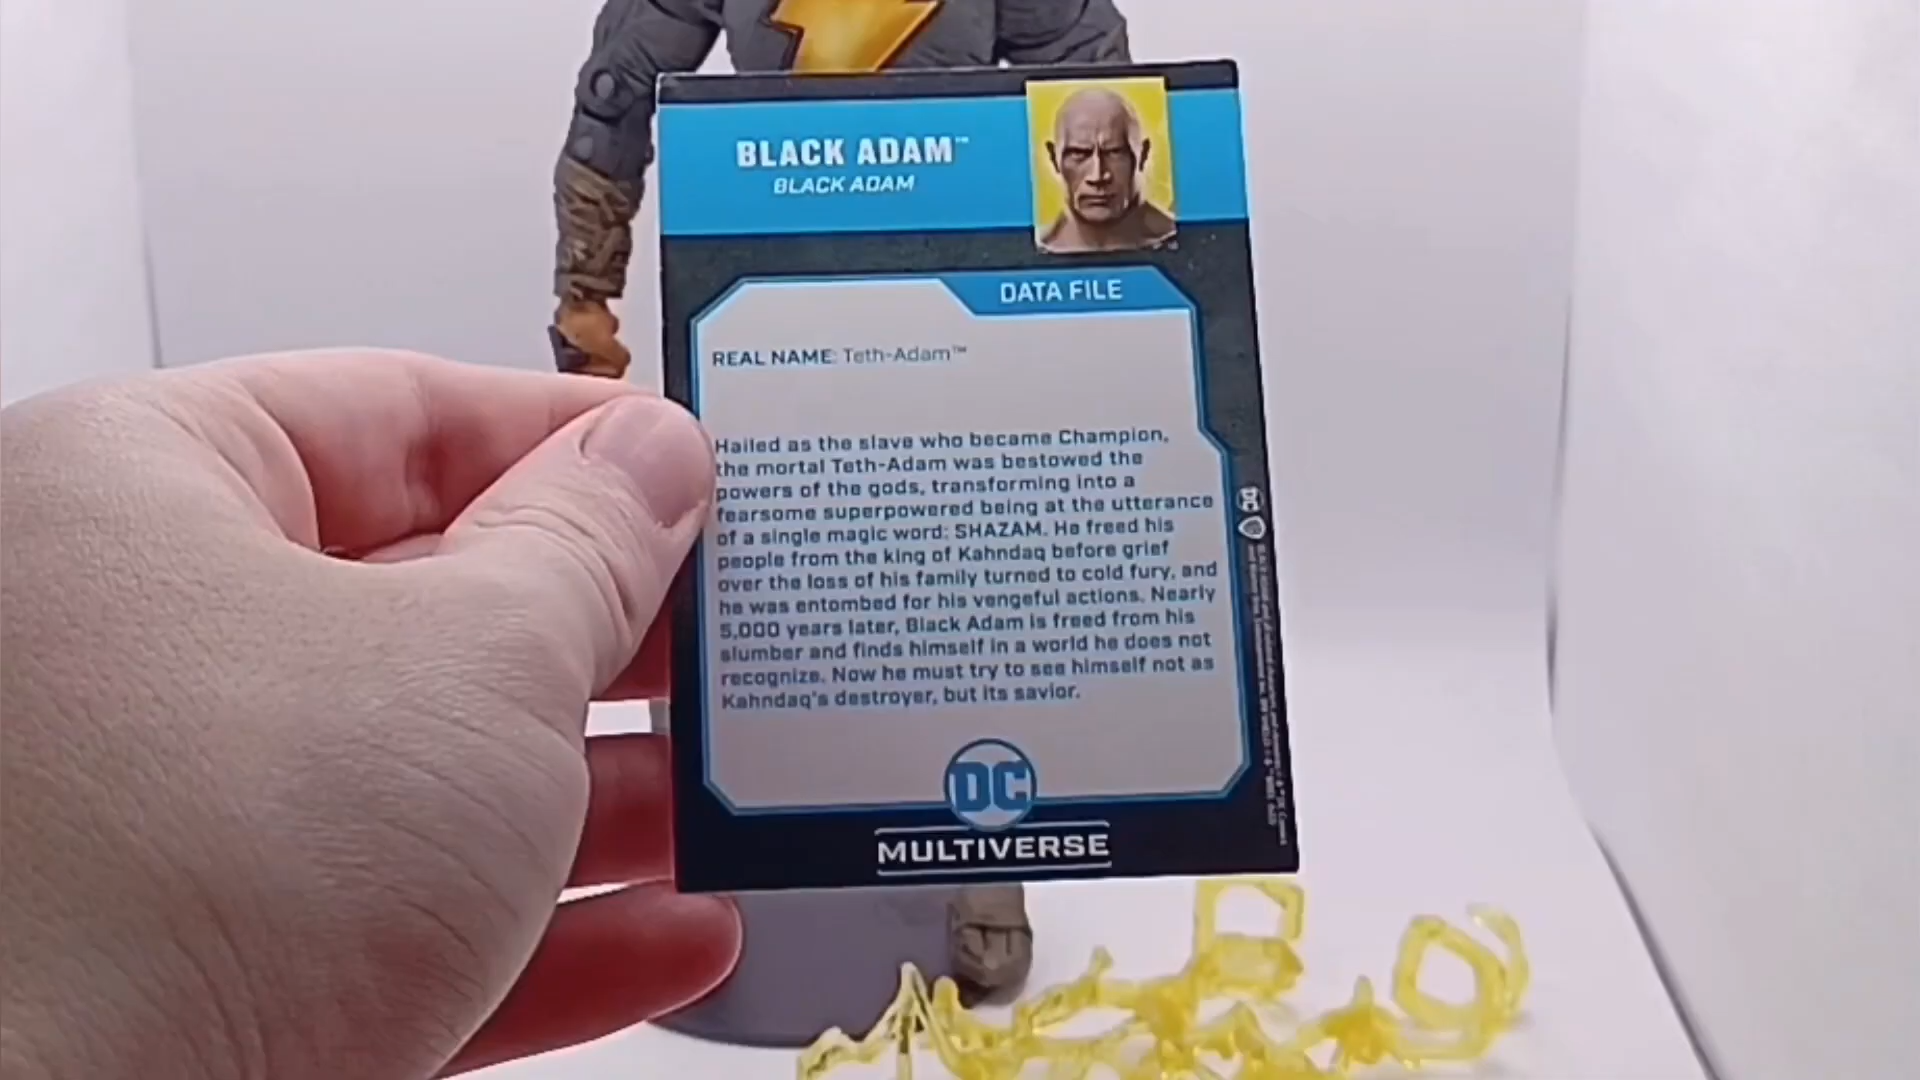 BLACK ADAM™
BLACK ADAM
DATA FILE
REAL NAME: Teth-Adam™
Hailed as the slave who became Champion,
the mortal Teth-Adam was bestowed the
powers of the gods, transforming into a
fearsome superpowered being at the utterance
of a single magic word: SHAZAM. He freed his
people from the king of Kahndaq before grief
over the loss of his family turned to cold fury, and
he was entombed for his vengeful actions. Nearly
5,000 years later, Black Adam is freed from his
slumber and finds himself in a world he does not
recognize. Now he must try to see himself not as
Kahndaq's destroyer, but its savior.
DC
MULTIVERSE
DC